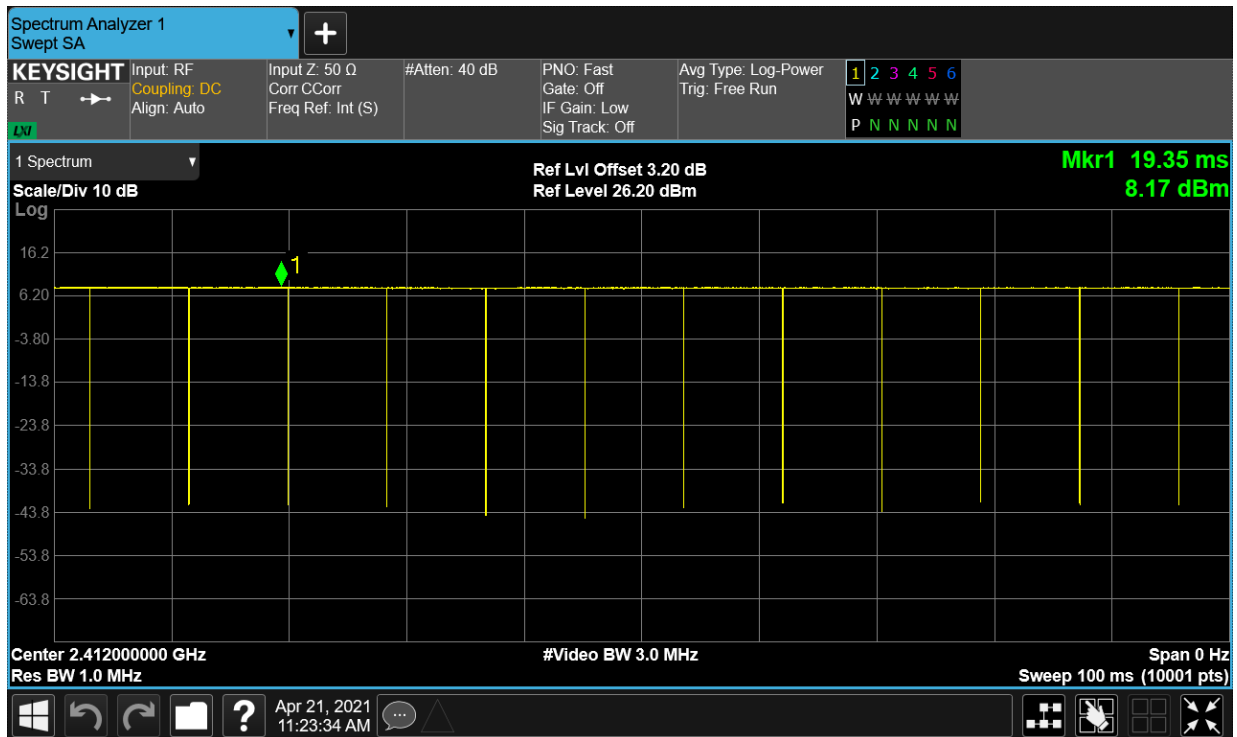 Spectrum Analyzer 1
Swept SA
KEYSIGHT
R T
LXI
Input: RF
Coupling: DC
Align: Auto
Input Z: 50 Ω
Corr CCorr
Freq Ref: Int (S)
#Atten: 40 dB
PNO: Fast
Gate: Off
IF Gain: Low
Sig Track: Off
Avg Type: Log-Power
Trig: Free Run
1 2 3 4 5 6
W W W W W W
P N N N N N
1 Spectrum
Scale/Div 10 dB
Ref Lvl Offset 3.20 dB
Ref Level 26.20 dBm
Mkr1 19.35 ms
8.17 dBm
Log
16.2
1
6.20
-3.80
-13.8
-23.8
-33.8
-43.8
-53.8
-63.8
Center 2.412000000 GHz
Res BW 1.0 MHz
#Video BW 3.0 MHz
Span 0 Hz
Sweep 100 ms (10001 pts)
?
Apr 21, 2021
11:23:34 AM